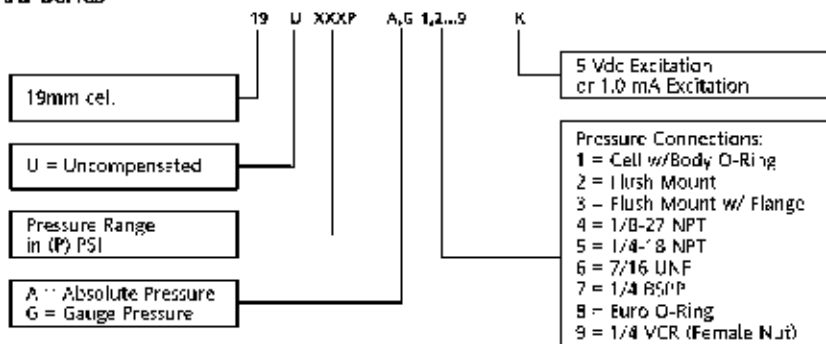 19 U XXXP A,G 1,2...9 K
19mm cel.
U = Uncompensated
Pressure Range
in (P) PSI
A = Absolute Pressure
G = Gauge Pressure
5 Vdc Excitation
or 1.0 mA Excitation
Pressure Connections:
1 = Cell w/Body O-Ring
2 = Flush Mount
3 = Flush Mount w/ Flange
4 = 1/8-27 NPT
5 = 1/4-18 NPT
6 = 7/16 UNF
7 = 1/4 BSPP
8 = Euro O-Ring
9 = 1/4 VCR (Female Nut)